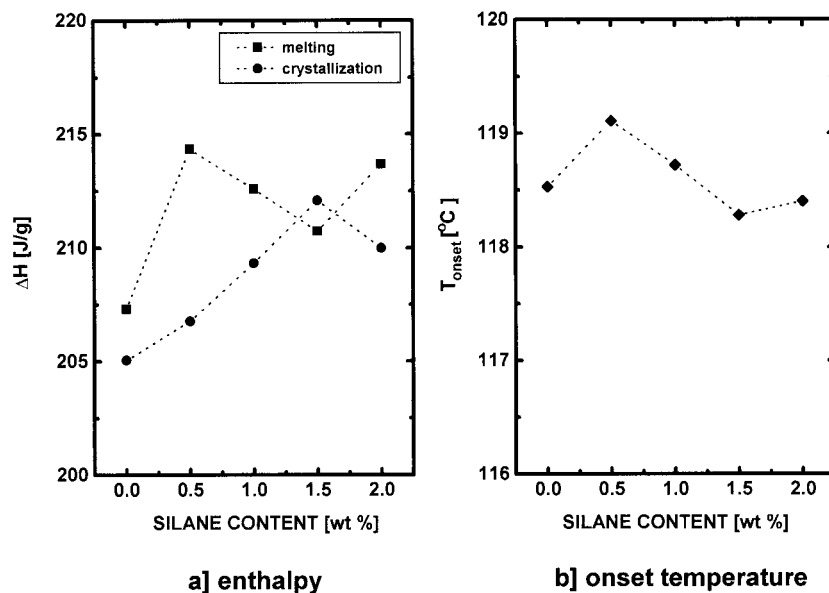 220
215
210
205
200
ΔH [J/g]
melting
crystallization
0.0 0.5 1.0 1.5 2.0
SILANE CONTENT [wt %]
a] enthalpy
120
119
118
117
116
Tonset [°C]
0.0 0.5 1.0 1.5 2.0
SILANE CONTENT [wt %]
b] onset temperature